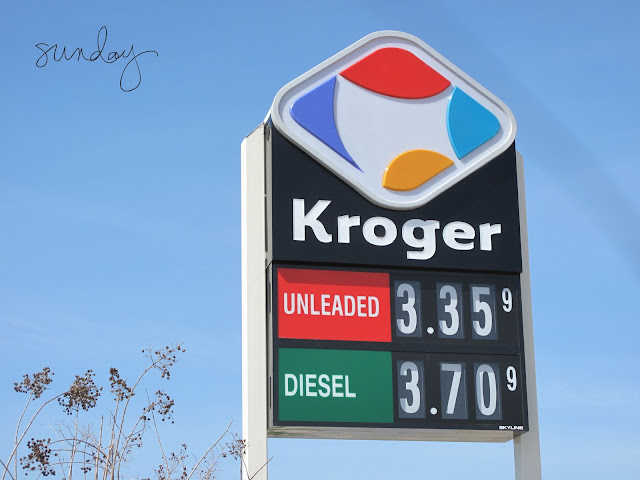 sunday
Kroger
UNLEADED 3.35 9
DIESEL 3.70 9
SKYLINE